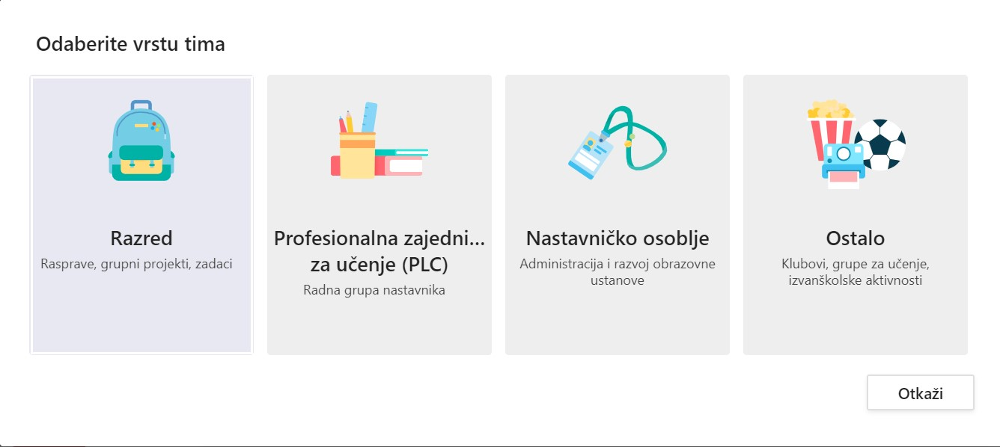 Odaberite vrstu tima
Razred
Rasprave, grupni projekti, zadaci
Profesionalna zajedni...
za učenje (PLC)
Radna grupa nastavnika
Nastavničko osoblje
Administracija i razvoj obrazovne
ustanove
Ostalo
Klubovi, grupe za učenje,
izvanškolske aktivnosti
Otkaži